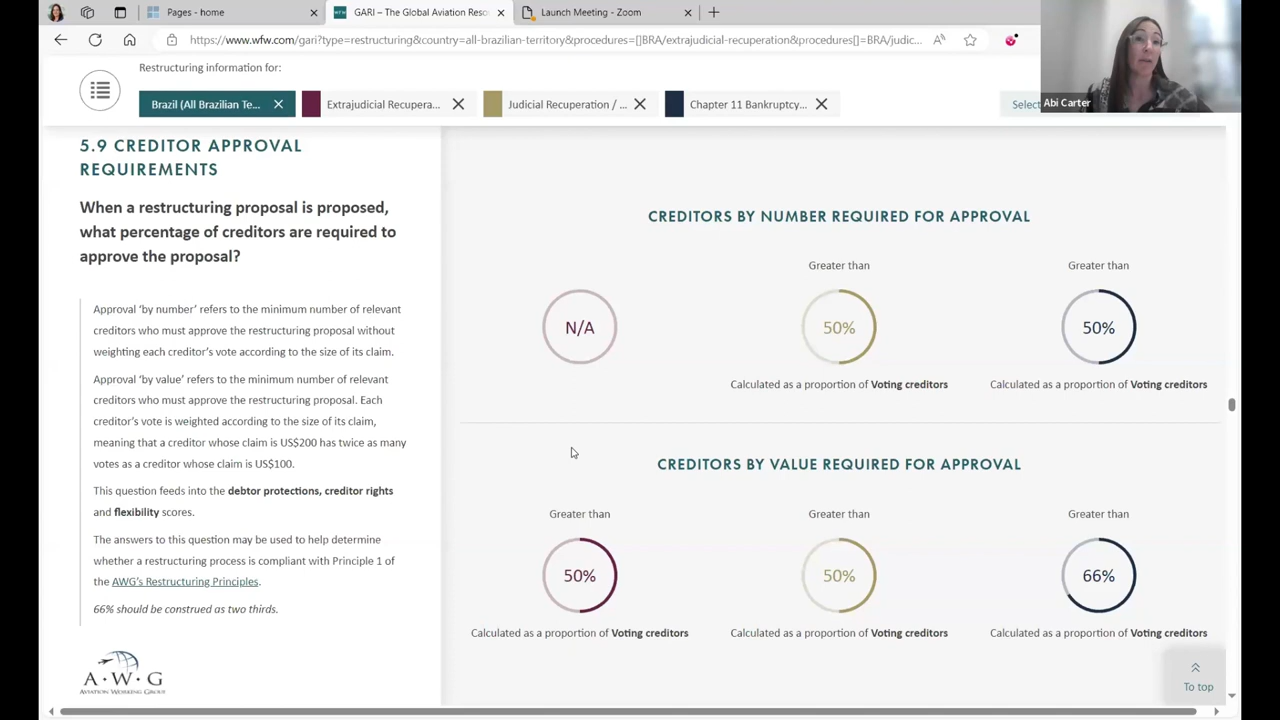 Pages - home
GARI – The Global Aviation Reso
Launch Meeting - Zoom
https://www.wfw.com/gari?type=restructuring&country=all-brazilian-territory&procedures=[]BRA/extrajudicial-recuperation&procedures[]=BRA/judic...
Abi Carter
Restructuring information for:
Brazil (All Brazilian Te...
Extrajudicial Recupera...
Judicial Recuperation / ...
Chapter 11 Bankruptcy...
Select
5.9 CREDITOR APPROVAL
REQUIREMENTS
When a restructuring proposal is proposed,
what percentage of creditors are required to
approve the proposal?
Approval ‘by number’ refers to the minimum number of relevant
creditors who must approve the restructuring proposal without
weighting each creditor’s vote according to the size of its claim.
Approval ‘by value’ refers to the minimum number of relevant
creditors who must approve the restructuring proposal. Each
creditor’s vote is weighted according to the size of its claim,
meaning that a creditor whose claim is US$200 has twice as many
votes as a creditor whose claim is US$100.
This question feeds into the debtor protections, creditor rights
and flexibility scores.
The answers to this question may be used to help determine
whether a restructuring process is compliant with Principle 1 of
the AWG’s Restructuring Principles.
66% should be construed as two thirds.
A·W·G
AVIATION WORKING GROUP
CREDITORS BY NUMBER REQUIRED FOR APPROVAL
Greater than
Greater than
N/A
50%
50%
Calculated as a proportion of Voting creditors
Calculated as a proportion of Voting creditors
CREDITORS BY VALUE REQUIRED FOR APPROVAL
Greater than
Greater than
Greater than
50%
50%
66%
Calculated as a proportion of Voting creditors
Calculated as a proportion of Voting creditors
Calculated as a proportion of Voting creditors
To top